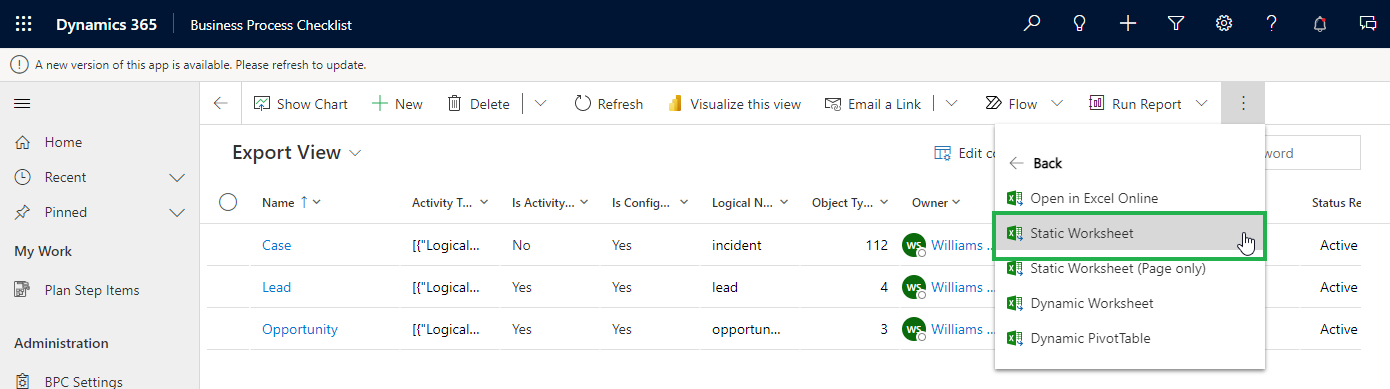 Dynamics 365 Business Process Checklist
A new version of this app is available. Please refresh to update.
Show Chart New Delete Refresh Visualize this view Email a Link Flow Run Report
Home
Recent
Pinned
My Work
Plan Step Items
Administration
BPC Settings
Export View
Edit co
word
Name Activity T... Is Activity... Is Config... Logical N... Object Ty... Owner Status Re
Case [{"Logical... No Yes incident 112 WS Williams ... Active
Lead [{"Logical... Yes Yes lead 4 WS Williams ... Active
Opportunity [{"Logical... Yes Yes opportun... 3 WS Williams ... Active
Back
Open in Excel Online
Static Worksheet
Static Worksheet (Page only)
Dynamic Worksheet
Dynamic PivotTable